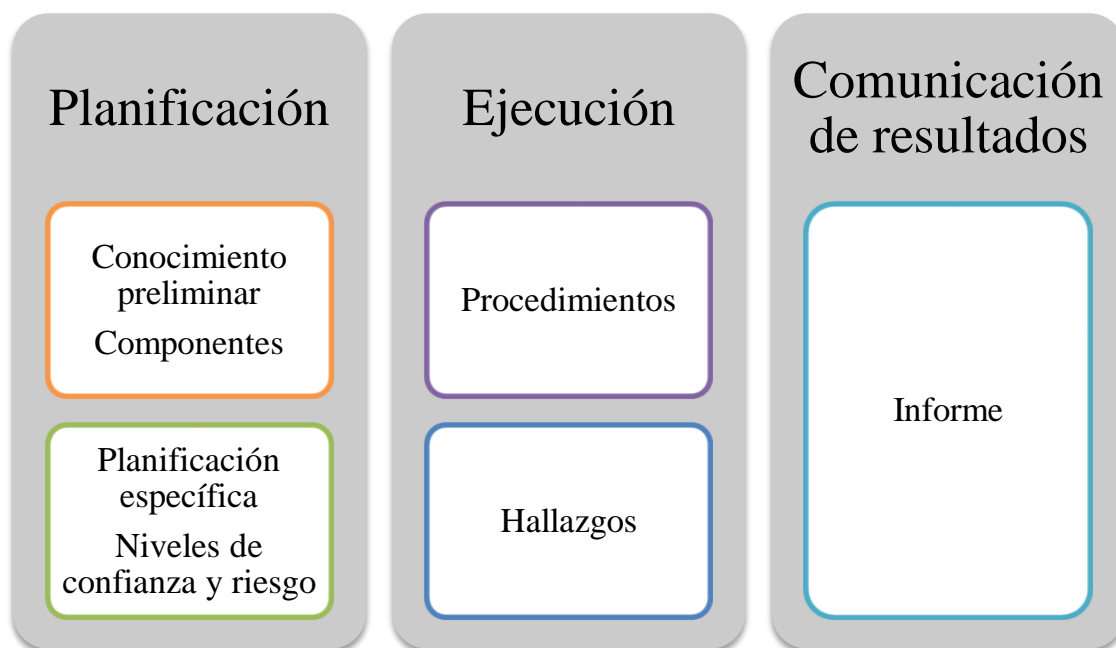 Planificación
Conocimiento
preliminar
Componentes
Planificación
específica
Niveles de
confianza y riesgo
Ejecución
Procedimientos
Hallazgos
Comunicación
de resultados
Informe